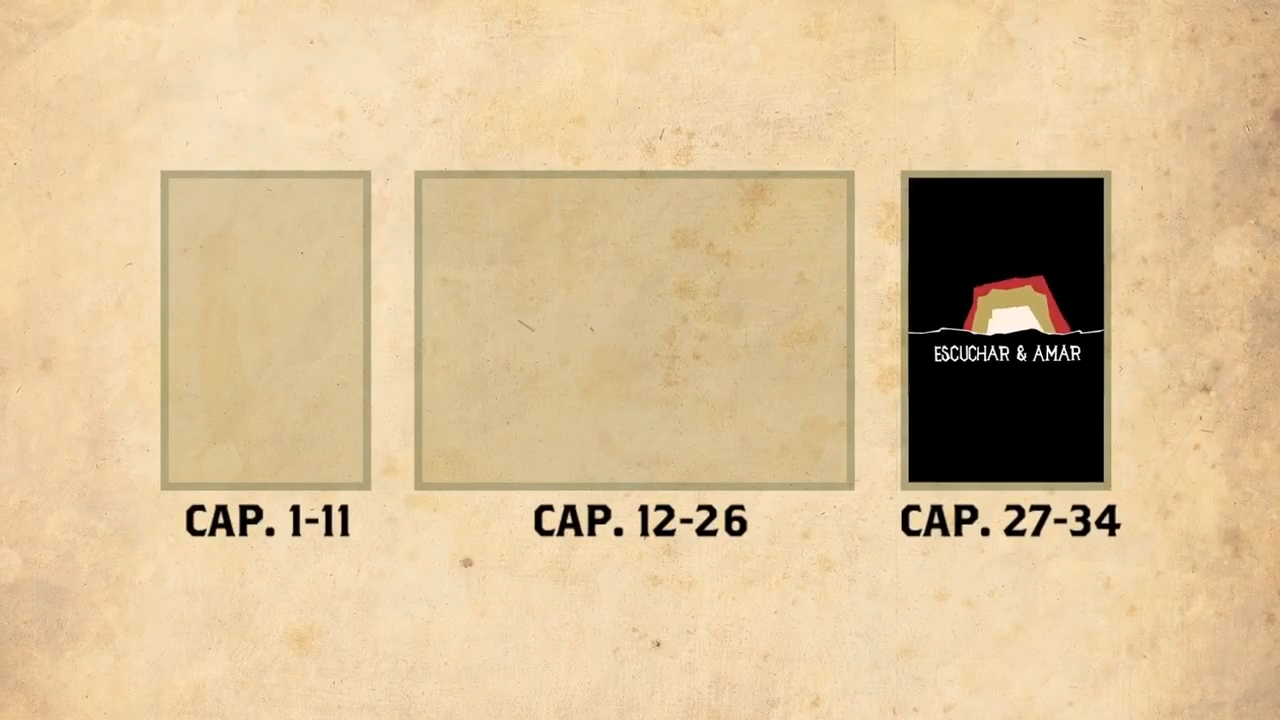 ESCUCHAR & AMAR
CAP. 1-11
CAP. 12-26
CAP. 27-34